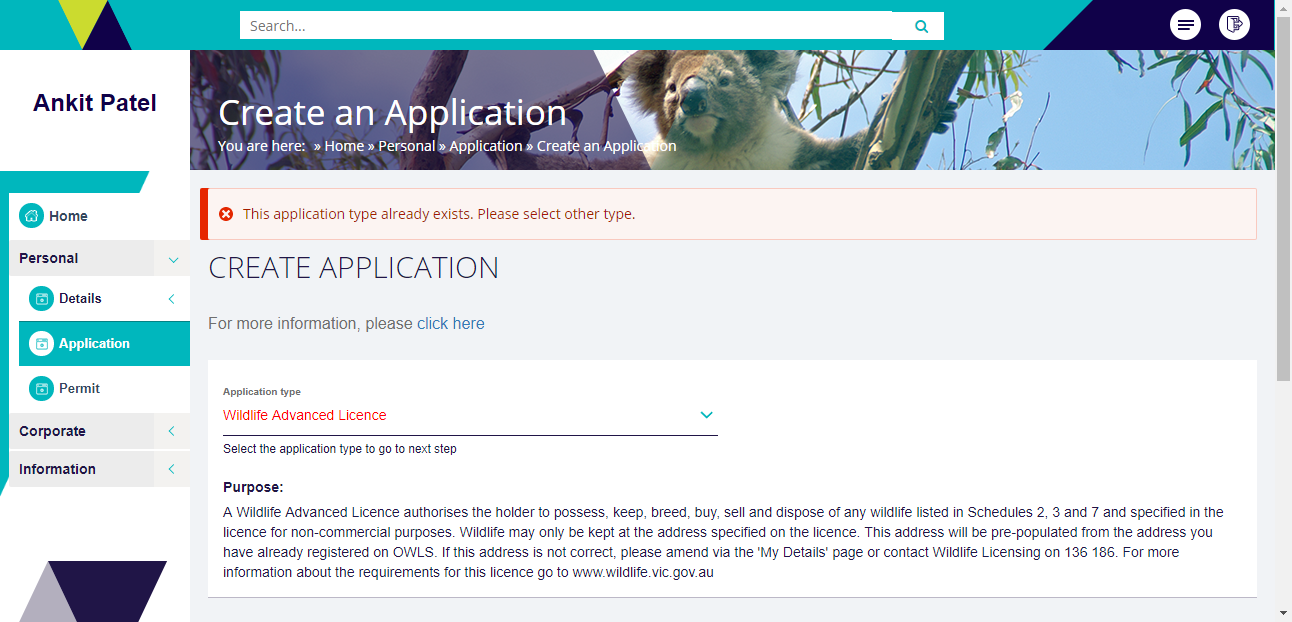 Search...
Ankit Patel
Create an Application
You are here: » Home » Personal » Application » Create an Application
Home
Personal
Details
Application
Permit
Corporate
Information
This application type already exists. Please select other type.
CREATE APPLICATION
For more information, please click here
Application type
Wildlife Advanced Licence
Select the application type to go to next step
Purpose:
A Wildlife Advanced Licence authorises the holder to possess, keep, breed, buy, sell and dispose of any wildlife listed in Schedules 2, 3 and 7 and specified in the
licence for non-commercial purposes. Wildlife may only be kept at the address specified on the licence. This address will be pre-populated from the address you
have already registered on OWLS. If this address is not correct, please amend via the 'My Details' page or contact Wildlife Licensing on 136 186. For more
information about the requirements for this licence go to www.wildlife.vic.gov.au